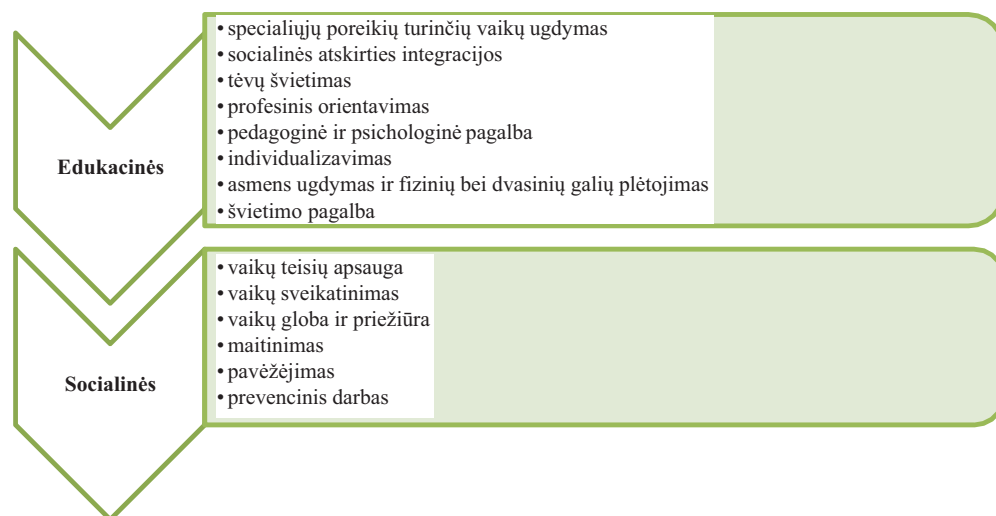 Edukacinės
• specialiųjų poreikių turinčių vaikų ugdymas
• socialinės atskirties integracijos
• tėvų švietimas
• profesinis orientavimas
• pedagoginė ir psichologinė pagalba
• individualizavimas
• asmens ugdymas ir fizinių bei dvasinių galių plėtojimas
• švietimo pagalba
Socialinės
• vaikų teisių apsauga
• vaikų sveikatinimas
• vaikų globa ir priežiūra
• maitinimas
• pavėžėjimas
• prevencinis darbas